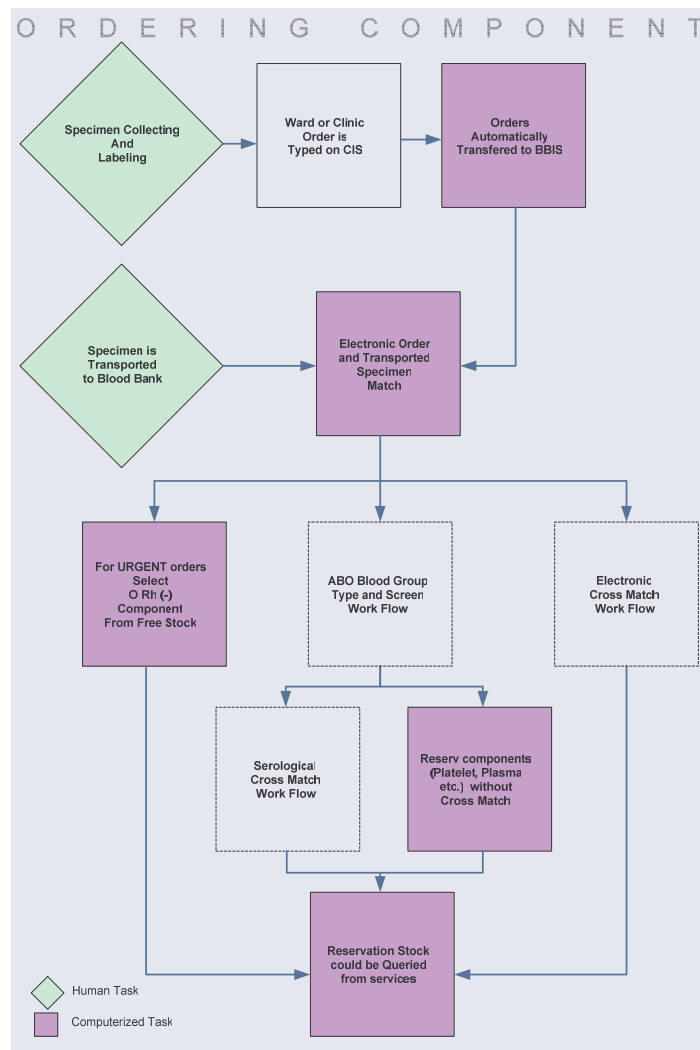 ORDERING COMPONENT
Specimen Collecting
And
Labeling
Ward or Clinic
Order is
Typed on CIS
Orders
Automatically
Transfered to BBIS
Specimen is
Transported
to Blood Bank
Electronic Order
and Transported
Specimen
Match
For URGENT orders
Select
O Rh (-)
Component
From Free Stock
ABO Blood Group
Type and Screen
Work Flow
Electronic
Cross Match
Work Flow
Serological
Cross Match
Work Flow
Reserv components
(Platelet, Plasma
etc.) without
Cross Match
Reservation Stock
could be Queried
from services
Human Task
Computerized Task